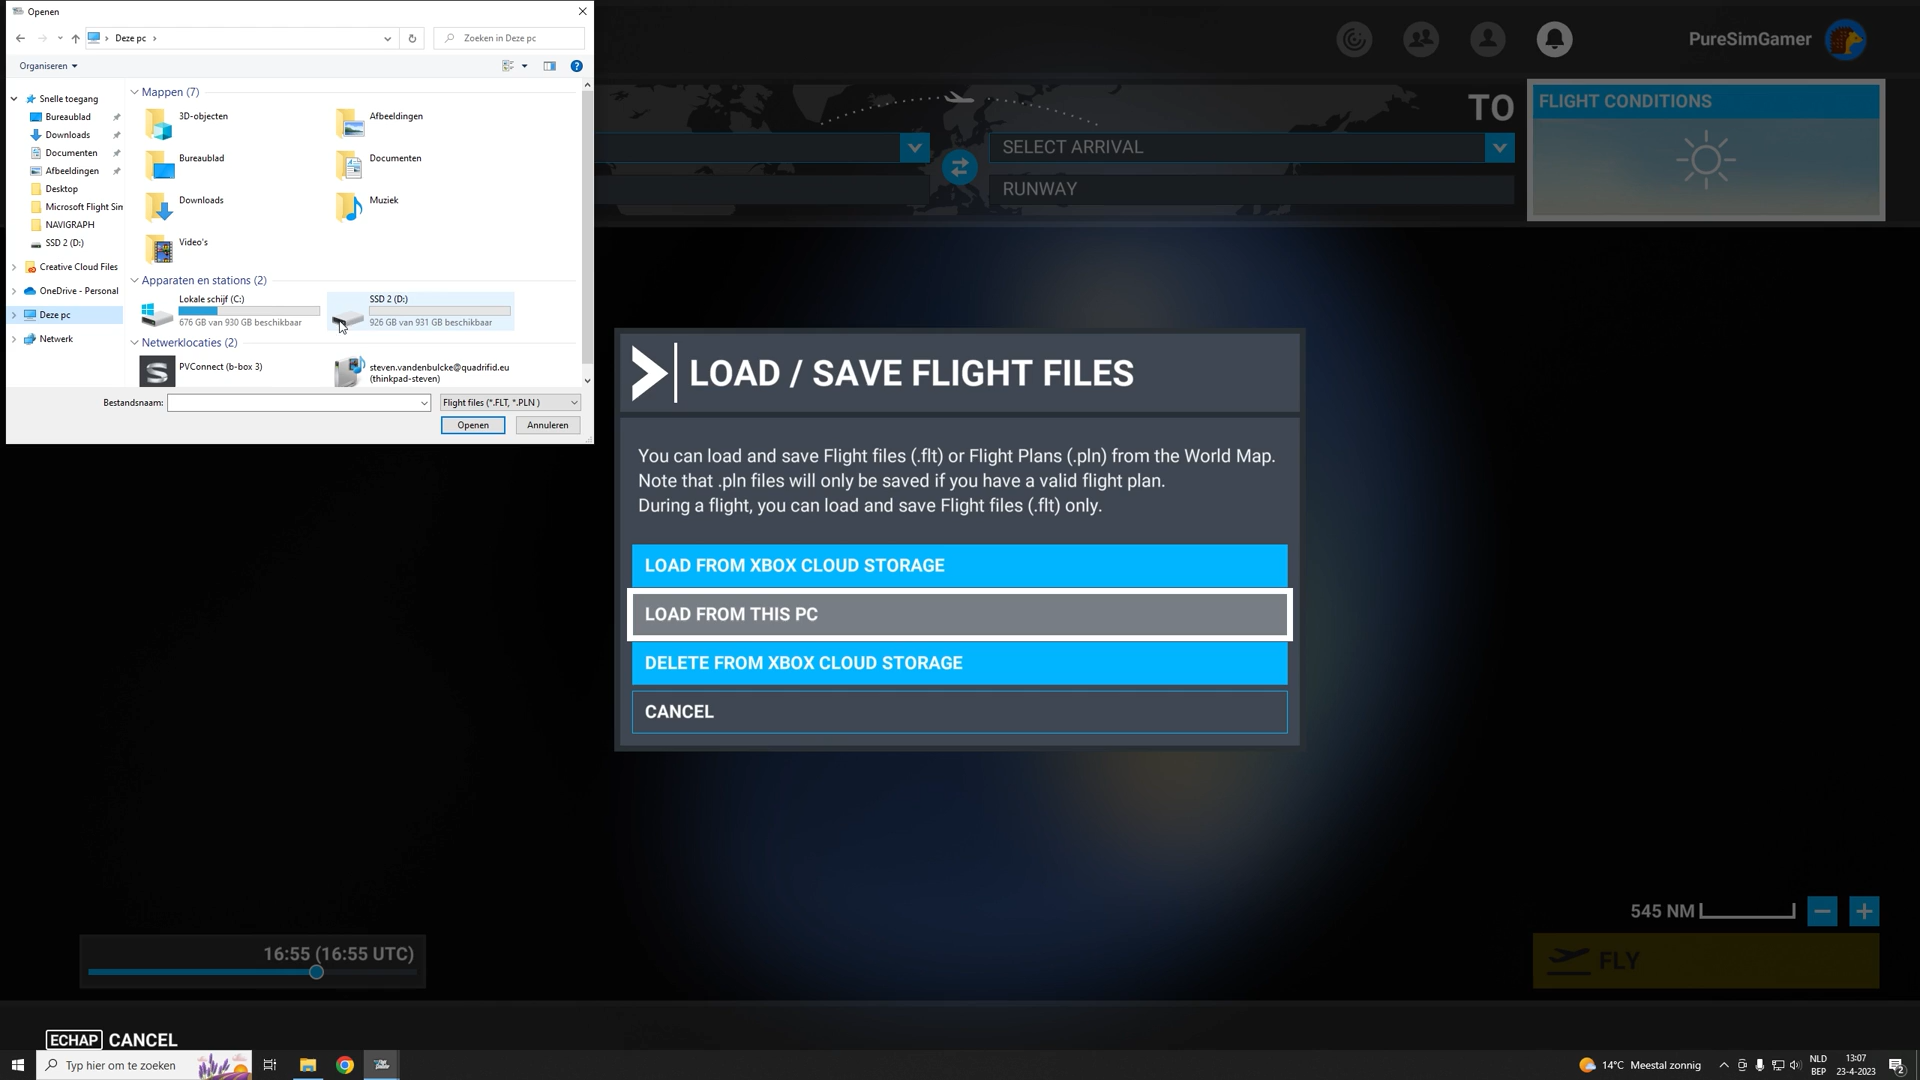 Openen
Deze pc
Zoeken in Deze pc
Organiseren
Snelle toegang
Bureaublad
Downloads
Documenten
Afbeeldingen
Desktop
Microsoft Flight Sim
NAVIGRAPH
SSD 2 (D:)
Creative Cloud Files
OneDrive - Personal
Deze pc
Netwerk
Mappen (7)
3D-objecten
Afbeeldingen
Bureaublad
Documenten
Downloads
Muziek
Video's
Apparaten en stations (2)
Lokale schijf (C:)
676 GB van 930 GB beschikbaar
SSD 2 (D:)
926 GB van 931 GB beschikbaar
Netwerklocaties (2)
PVConnect (b-box 3)
steven.vandenbulcke@quadrifid.eu
(thinkpad-steven)
Bestandsnaam:
Flight files (*.FLT, *.PLN )
Openen
Annuleren
PureSimGamer
TO
SELECT ARRIVAL
RUNWAY
FLIGHT CONDITIONS
LOAD / SAVE FLIGHT FILES
You can load and save Flight files (.flt) or Flight Plans (.pln) from the World Map.
Note that .pln files will only be saved if you have a valid flight plan.
During a flight, you can load and save Flight files (.flt) only.
LOAD FROM XBOX CLOUD STORAGE
LOAD FROM THIS PC
DELETE FROM XBOX CLOUD STORAGE
CANCEL
545 NM
16:55 (16:55 UTC)
FLY
ECHAP CANCEL
Typ hier om te zoeken
14°C Meestal zonnig
NLD
BEP
13:07
23-4-2023
2